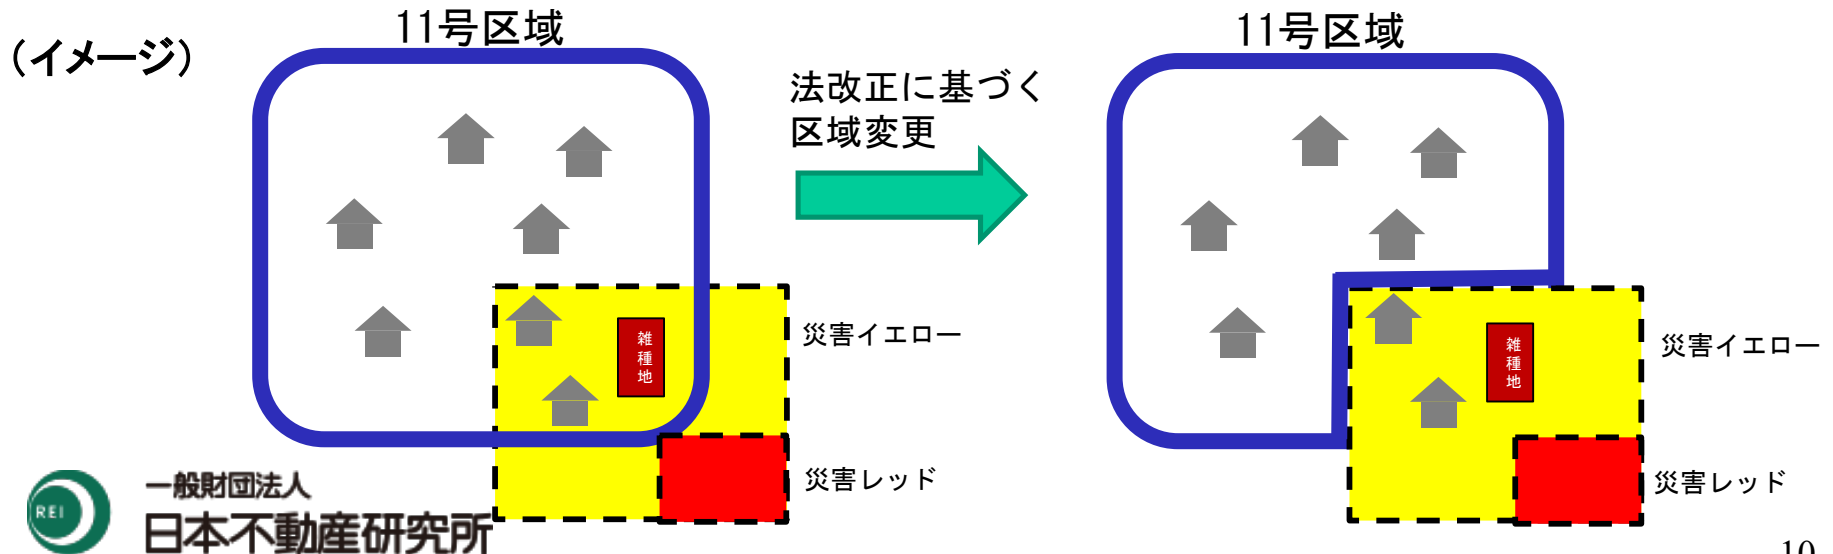 （イメージ）
11号区域
法改正に基づく
区域変更
11号区域
雑種地
災害イエロー
災害レッド
雑種地
災害イエロー
災害レッド
REI
一般財団法人
日本不動産研究所
10